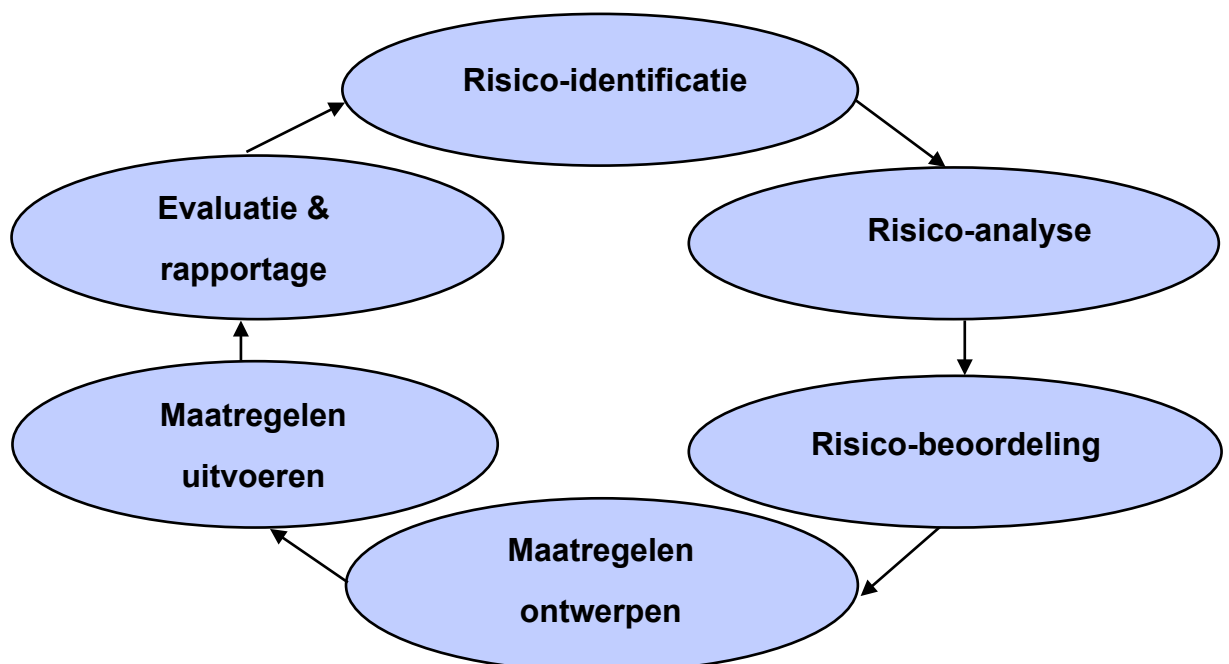 Risico-identificatie
Risico-analyse
Risico-beoordeling
Maatregelen
ontwerpen
Maatregelen
uitvoeren
Evaluatie &
rapportage